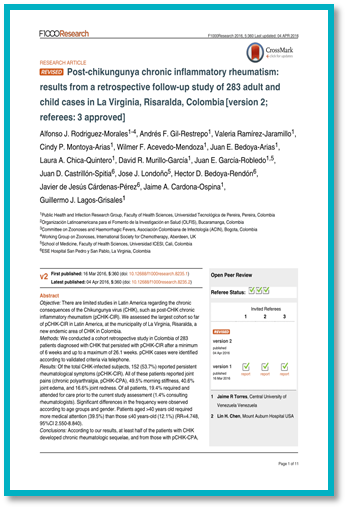 F1000Research
F1000Research 2016, 5:360 Last updated: 04 APR 2016
CrossMark
RESEARCH ARTICLE
REVISED Post-chikungunya chronic inflammatory rheumatism:
results from a retrospective follow-up study of 283 adult and
child cases in La Virginia, Risaralda, Colombia [version 2;
referees: 3 approved]
Alfonso J. Rodriguez-Morales1-4, Andrés F. Gil-Restrepo1, Valeria Ramírez-Jaramillo1,
Cindy P. Montoya-Arias1, Wilmer F. Acevedo-Mendoza1, Juan E. Bedoya-Arias1,
Laura A. Chica-Quintero1, David R. Murillo-García1, Juan E. García-Robledo1,5,
Juan D. Castrillón-Spitia6, Jose J. Londoño5, Hector D. Bedoya-Rendón6,
Javier de Jesús Cárdenas-Pérez6, Jaime A. Cardona-Ospina1,
Guillermo J. Lagos-Grisales1
1Public Health and Infection Research Group, Faculty of Health Sciences, Universidad Tecnológica de Pereira, Pereira, Colombia
2Organización Latinoamericana para el Fomento de la Investigación en Salud (OLFIS), Bucaramanga, Colombia
3Committee on Zoonoses and Haemorrhagic Fevers, Asociación Colombiana de Infectología (ACIN), Bogota, Colombia
4Working Group on Zoonoses, International Society for Chemotherapy, Aberdeen, UK
5School of Medicine, Faculty of Health Sciences, Universidad ICESI, Cali, Colombia
6ESE Hospital San Pedro y San Pablo, La Virginia, Colombia
v2
First published: 16 Mar 2016, 5:360 (doi: 10.12688/f1000research.8235.1)
Latest published: 04 Apr 2016, 5:360 (doi: 10.12688/f1000research.8235.2)
Abstract
Objective: There are limited studies in Latin America regarding the chronic
consequences of the Chikungunya virus (CHIK), such as post-CHIK chronic
inflammatory rheumatism (pCHIK-CIR). We assessed the largest cohort so far
of pCHIK-CIR in Latin America, at the municipality of La Virginia, Risaralda, a
new endemic area of CHIK in Colombia.
Methods: We conducted a cohort retrospective study in Colombia of 283
patients diagnosed with CHIK that persisted with pCHIK-CIR after a minimum
of 6 weeks and up to a maximum of 26.1 weeks. pCHIK-CIR cases were identified
according to validated criteria via telephone.
Results: Of the total CHIK-infected subjects, 152 (53.7%) reported persistent
rheumatological symptoms (pCHIK-CIR). All of these patients reported joint
pains (chronic polyarthralgia, pCHIK-CPA), 49.5% morning stiffness, 40.6%
joint edema, and 16.6% joint redness. Of all patients, 19.4% required and
attended for care prior to the current study assessment (1.4% consulting
rheumatologists). Significant differences in the frequency were observed
according to age groups and gender. Patients aged >40 years old required
more medical attention (39.5%) than those ≤40 years-old (12.1%) (RR=4.748,
95%CI 2.550-8.840).
Conclusions: According to our results, at least half of the patients with CHIK
developed chronic rheumatologic sequelae, and from those with pCHIK-CPA,
Open Peer Review
Referee Status:
Invited Referees
1 2 3
REVISED
version 2
published
04 Apr 2016
version 1
published
16 Mar 2016
report report report
1 Jaime R Torres, Central University of
Venezuela Venezuela
2 Lin H. Chen, Mount Auburn Hospital USA
Page 1 of 11